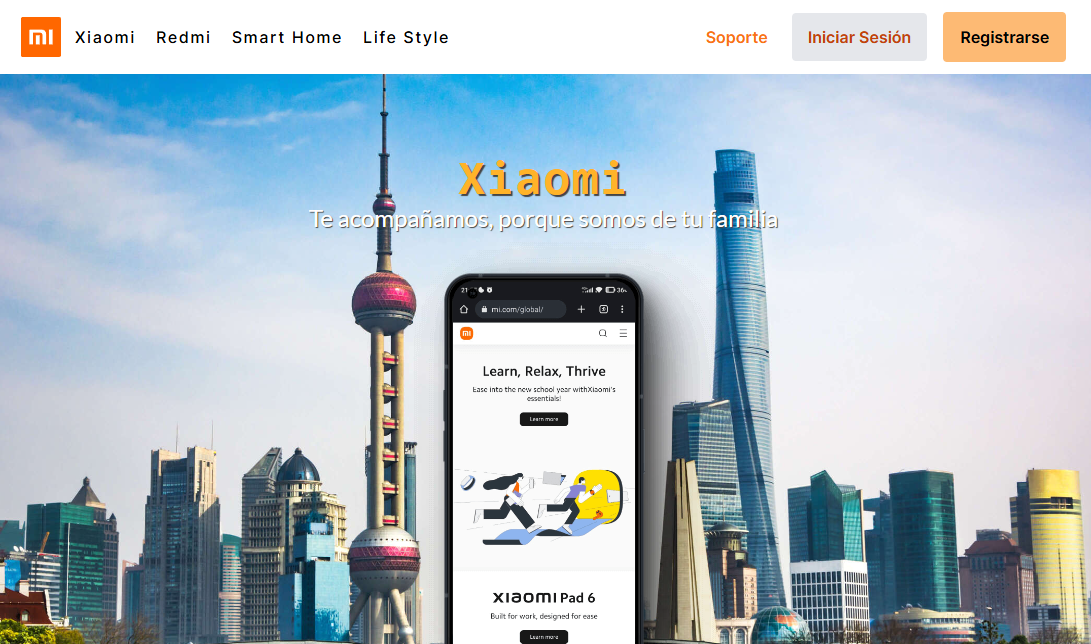 mi
Xiaomi Redmi Smart Home Life Style Soporte Iniciar Sesión Registrarse
Xiaomi
Te acompañamos, porque somos de tu familia
mi.com/global/
mi
Learn, Relax, Thrive
Ease into the new school year withXiaomi's
essentials!
Learn more
xiaomi Pad 6
Built for work, designed for ease
Learn more